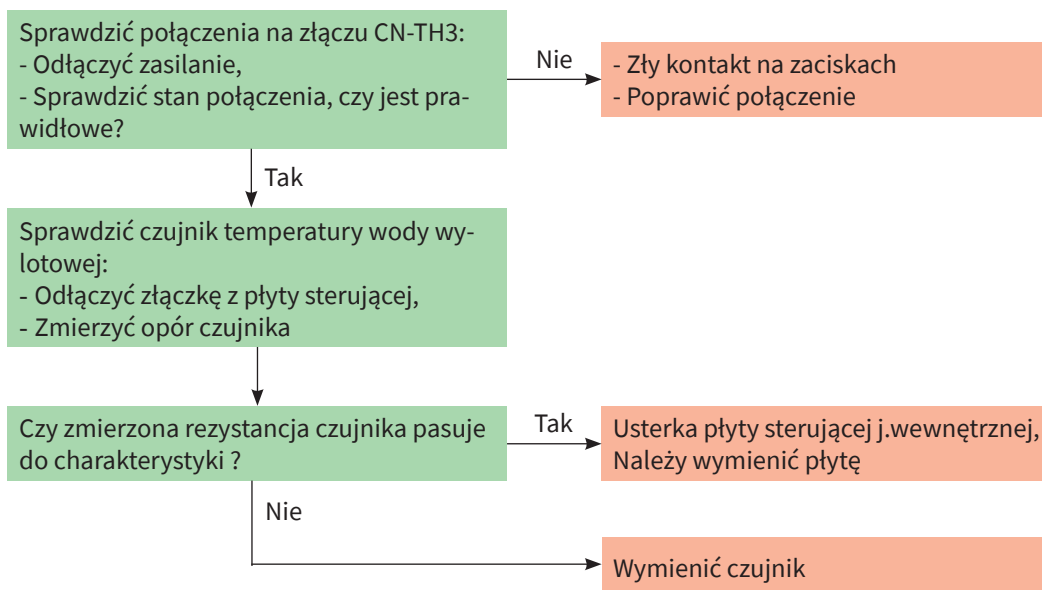 Sprawdzić połączenia na złączu CN-TH3:
- Odłączyć zasilanie,
- Sprawdzić stan połączenia, czy jest pra-
widłowe?
Nie
- Zły kontakt na zaciskach
- Poprawić połączenie
Tak
Sprawdzić czujnik temperatury wody wy-
lotowej:
- Odłączyć złączkę z płyty sterującej,
- Zmierzyć opór czujnika
Czy zmierzona rezystancja czujnika pasuje
do charakterystyki ?
Tak
Usterka płyty sterującej j.wewnętrznej,
Należy wymienić płytę
Nie
Wymienić czujnik